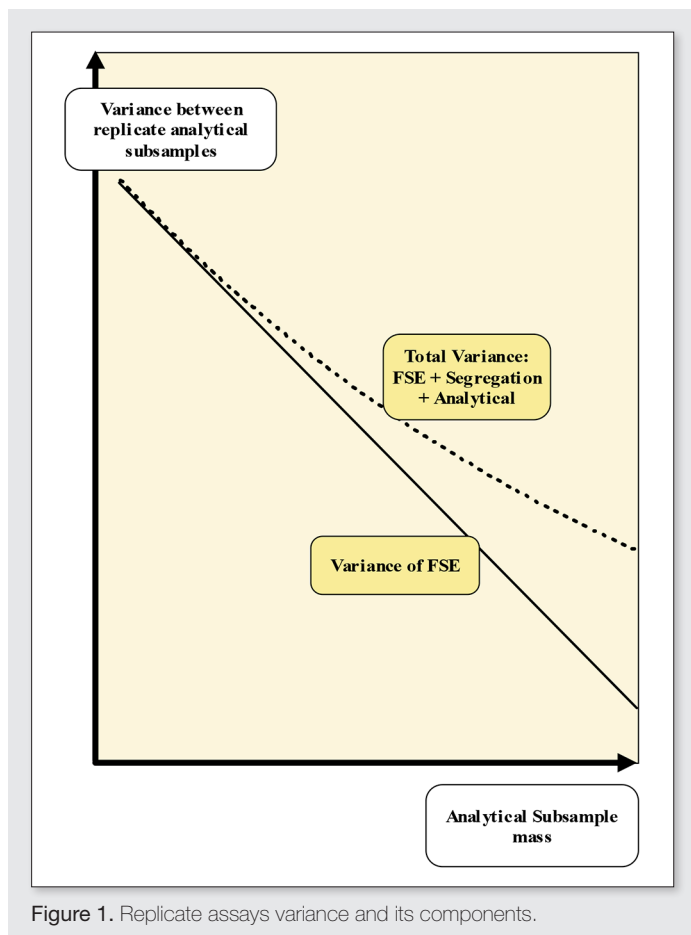 Variance between
replicate analytical
subsamples
Total Variance:
FSE + Segregation
+ Analytical
Variance of FSE
Analytical Subsample
mass
Figure 1. Replicate assays variance and its components.